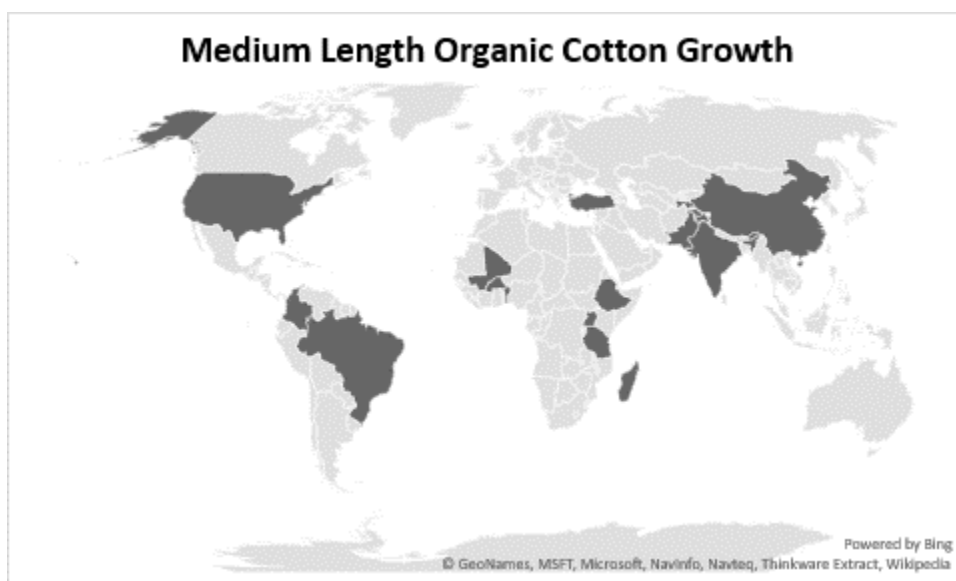 Medium Length Organic Cotton Growth
Powered by Bing
© GeoNames, MSFT, Microsoft, NavInfo, Navteq, Thinkware Extract, Wikipedia